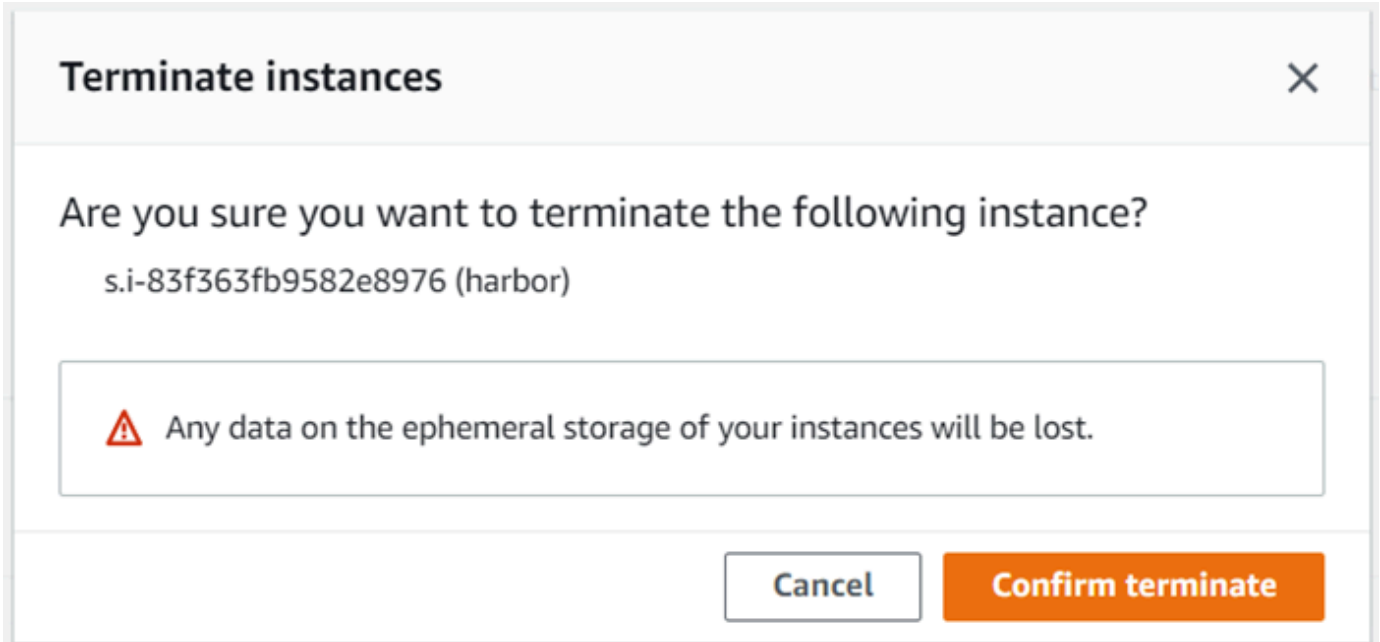 Terminate instances
Are you sure you want to terminate the following instance?
s.i-83f363fb9582e8976 (harbor)
Any data on the ephemeral storage of your instances will be lost.
Cancel Confirm terminate